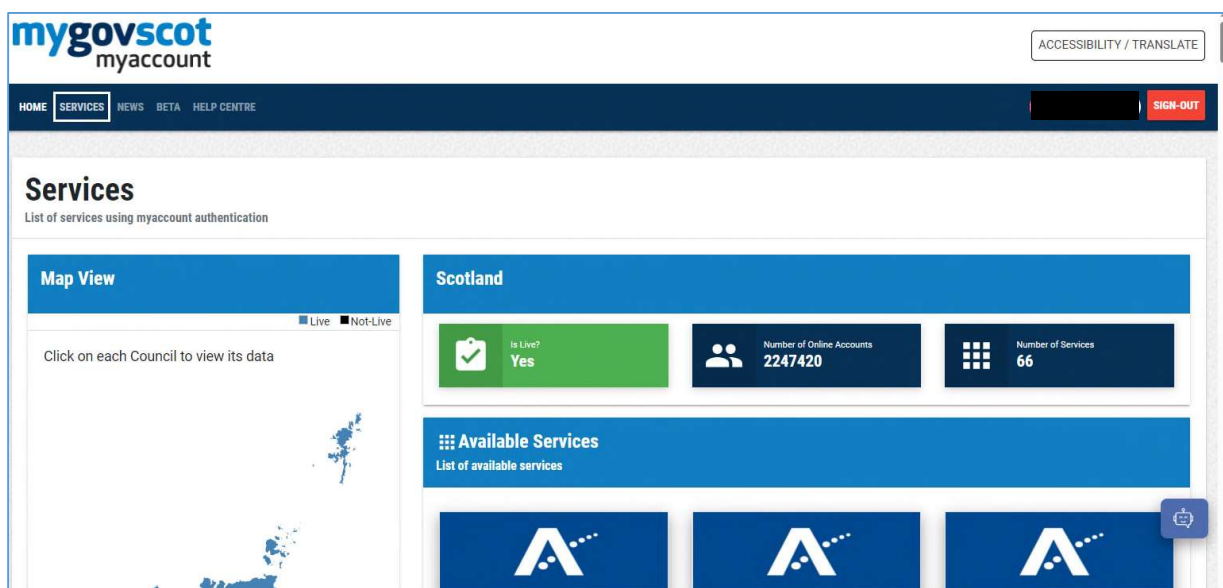 mygovscot
myaccount
ACCESSIBILITY / TRANSLATE
HOME SERVICES NEWS BETA HELP CENTRE
SIGN-OUT
Services
List of services using myaccount authentication
Map View
Live Not-Live
Click on each Council to view its data
Scotland
Is Live?
Yes
Number of Online Accounts
2247420
Number of Services
66
Available Services
List of available services